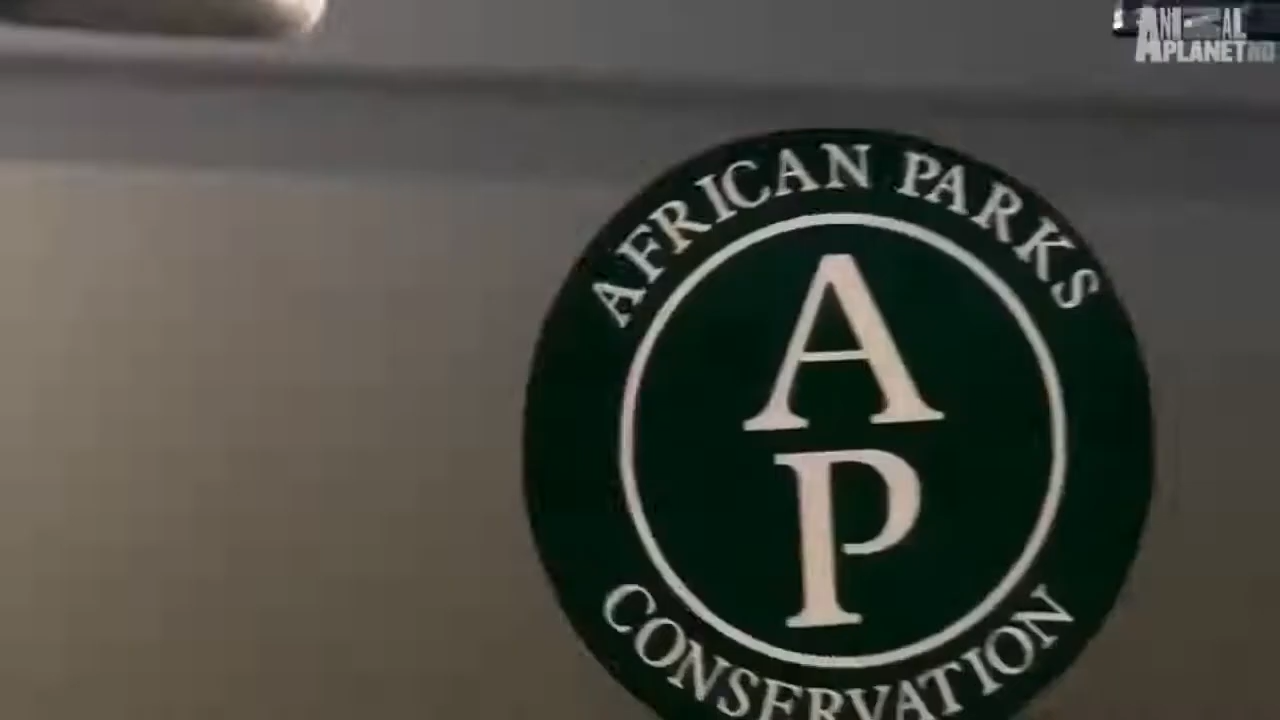 ANIMAL
PLANET HD
AFRICAN PARKS
A
P
CONSERVATION